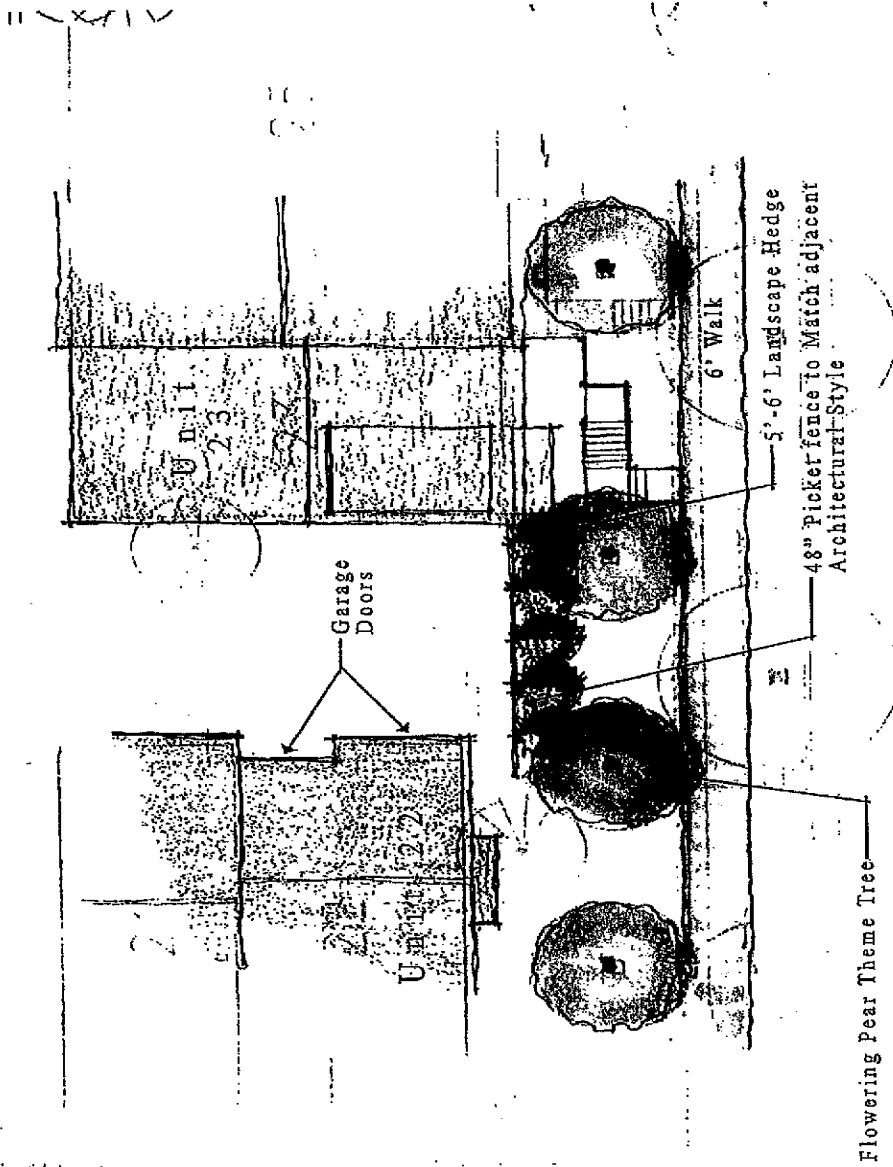 Unit
23
Garage
Doors
Unit 22
6' Walk
5'-6' Landscape Hedge
48" Picket fence to Match adjacent
Architectural Style
Flowering Pear Theme Tree